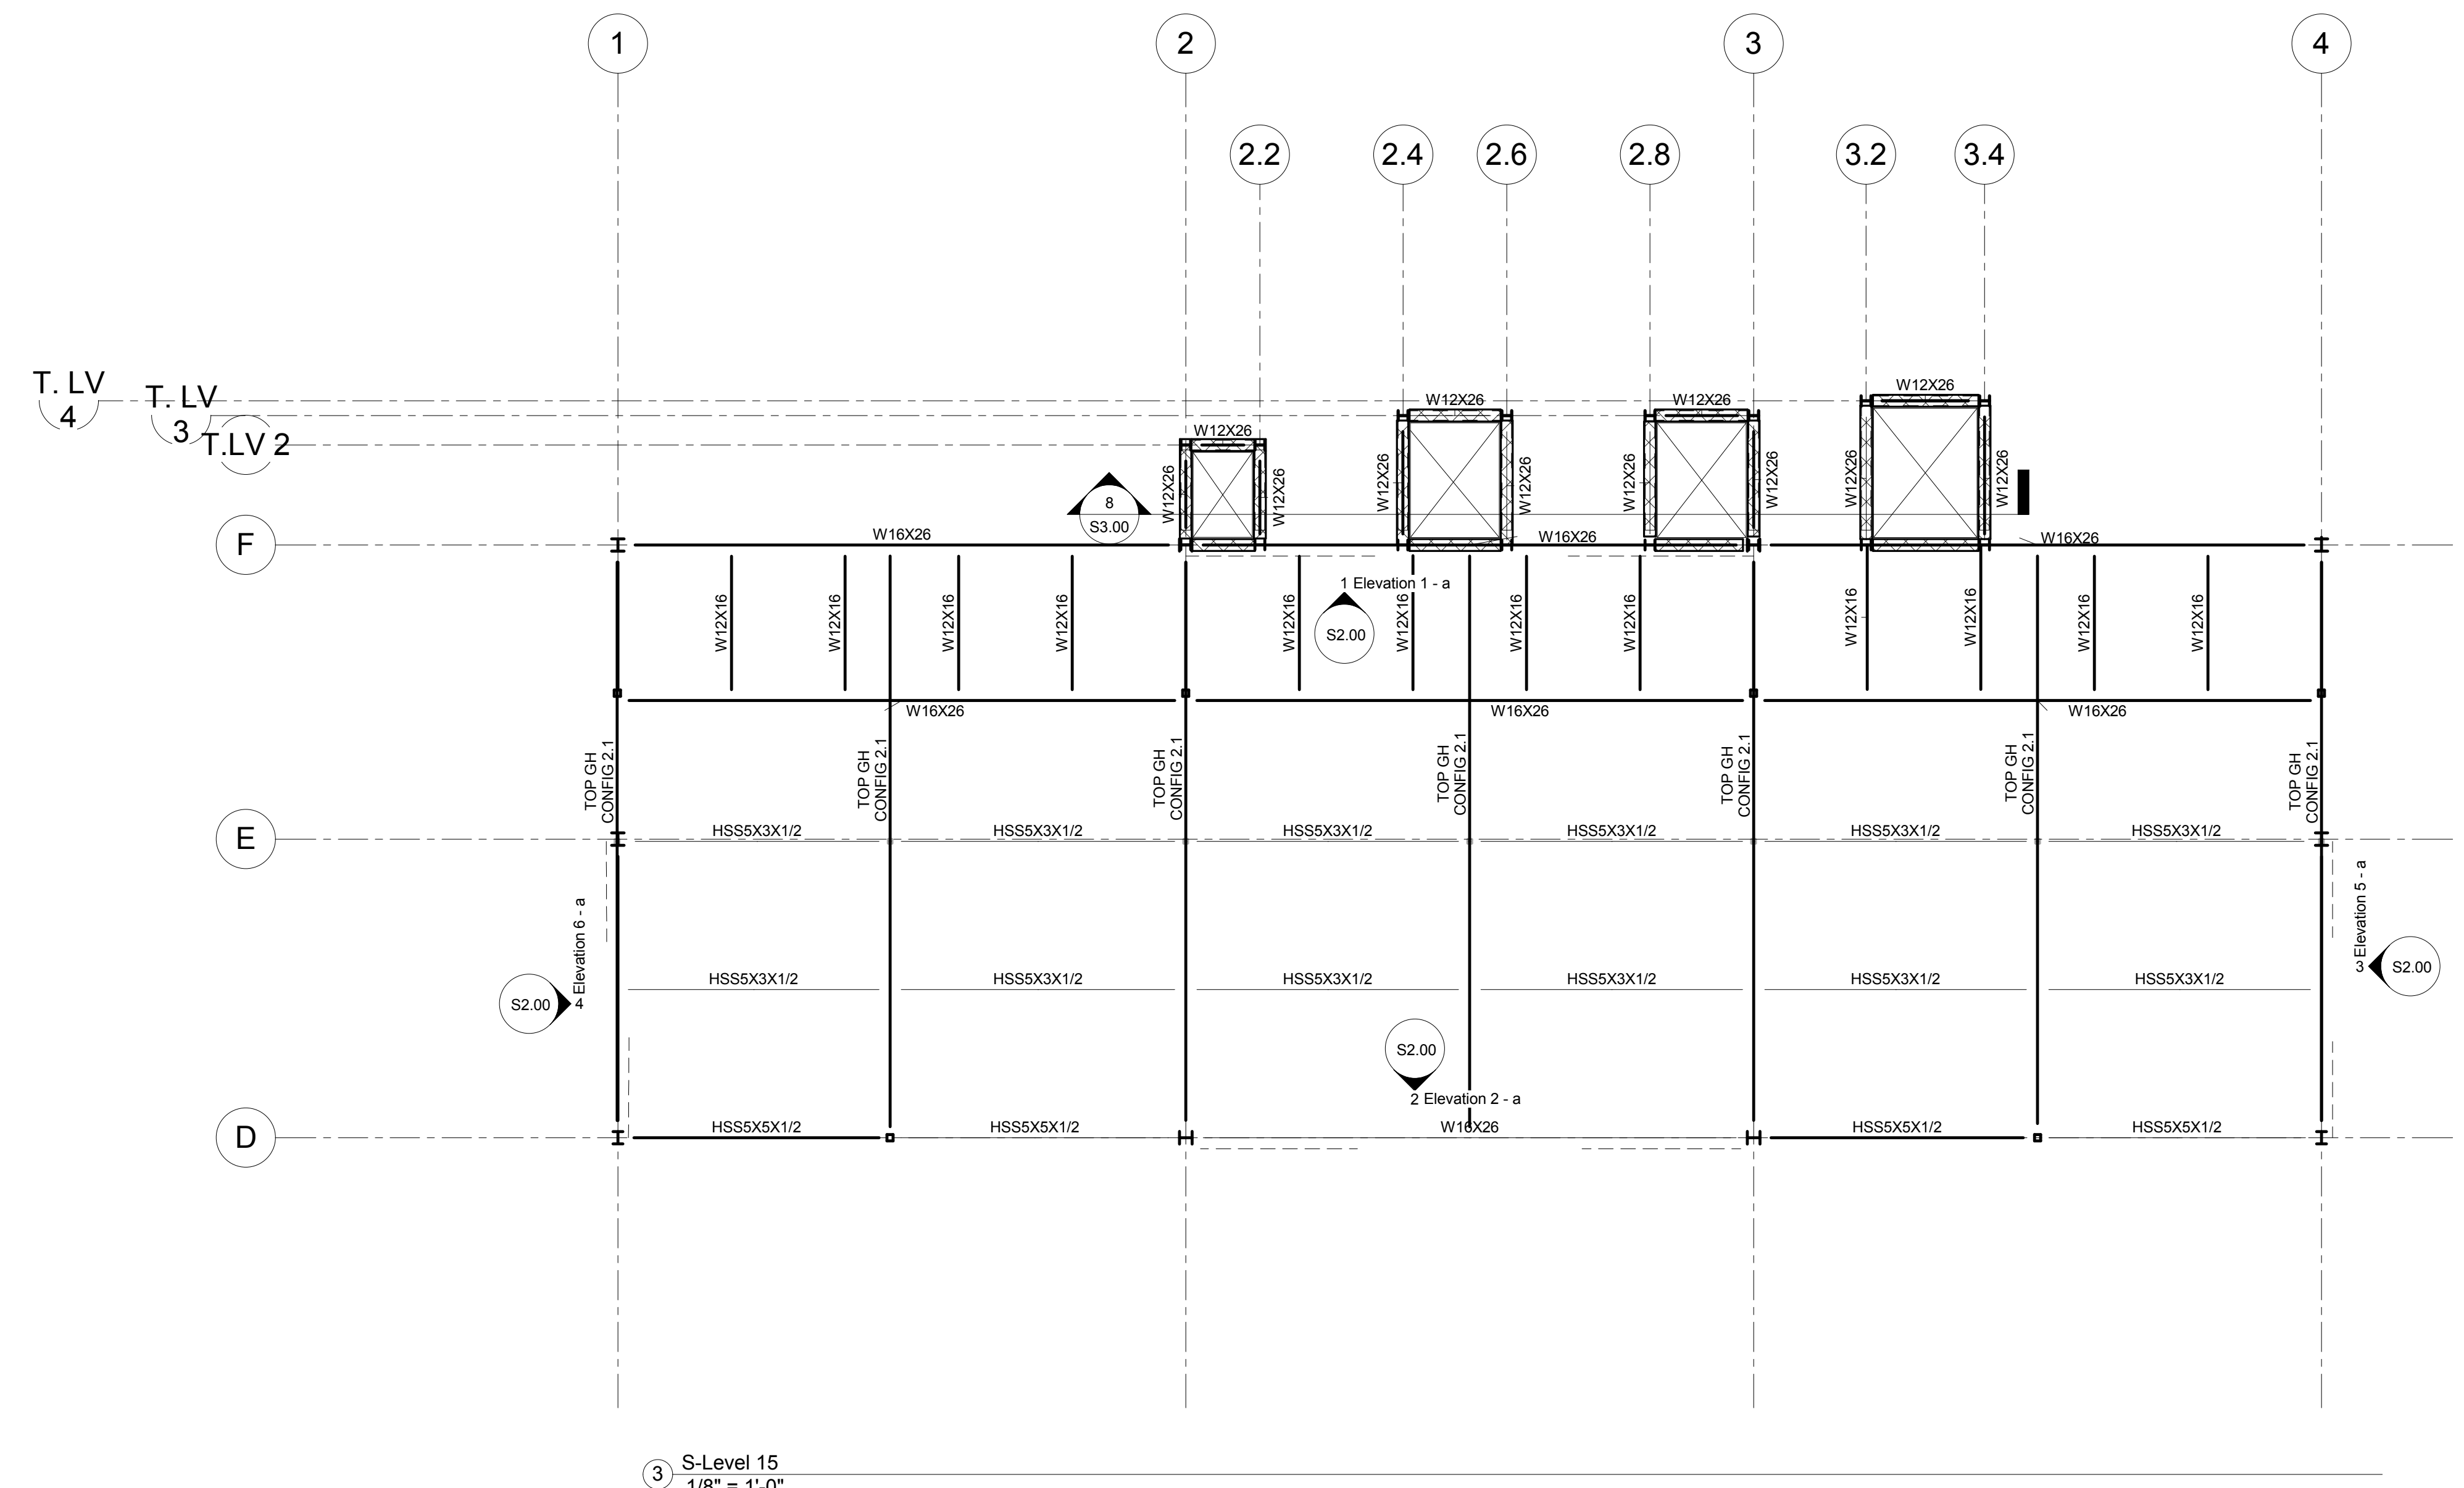 1
2
3
4
2.2
2.4
2.6
2.8
3.2
3.4
T. LV
4
T. LV
3
T.LV 2
W12X26
W12X26
W12X26
W12X26
W12X26
W12X26
W12X26
W12X26
W12X26
W12X26
W12X26
W12X26
8
S3.00
F
W16X26
W16X26
W16X26
1 Elevation 1 - a
S2.00
W12X16
W12X16
W12X16
W12X16
W12X16
W12X16
W12X16
W12X16
W12X16
W12X16
W12X16
W12X16
W16X26
W16X26
W16X26
TOP GH
CONFIG 2.1
TOP GH
CONFIG 2.1
TOP GH
CONFIG 2.1
TOP GH
CONFIG 2.1
TOP GH
CONFIG 2.1
TOP GH
CONFIG 2.1
TOP GH
CONFIG 2.1
E
HSS5X3X1/2
HSS5X3X1/2
HSS5X3X1/2
HSS5X3X1/2
HSS5X3X1/2
HSS5X3X1/2
Elevation 6 - a
4
S2.00
Elevation 5 - a
3
S2.00
HSS5X3X1/2
HSS5X3X1/2
HSS5X3X1/2
HSS5X3X1/2
HSS5X3X1/2
HSS5X3X1/2
S2.00
2 Elevation 2 - a
D
HSS5X5X1/2
HSS5X5X1/2
W16X26
HSS5X5X1/2
HSS5X5X1/2
3
S-Level 15
1/8" = 1'-0"